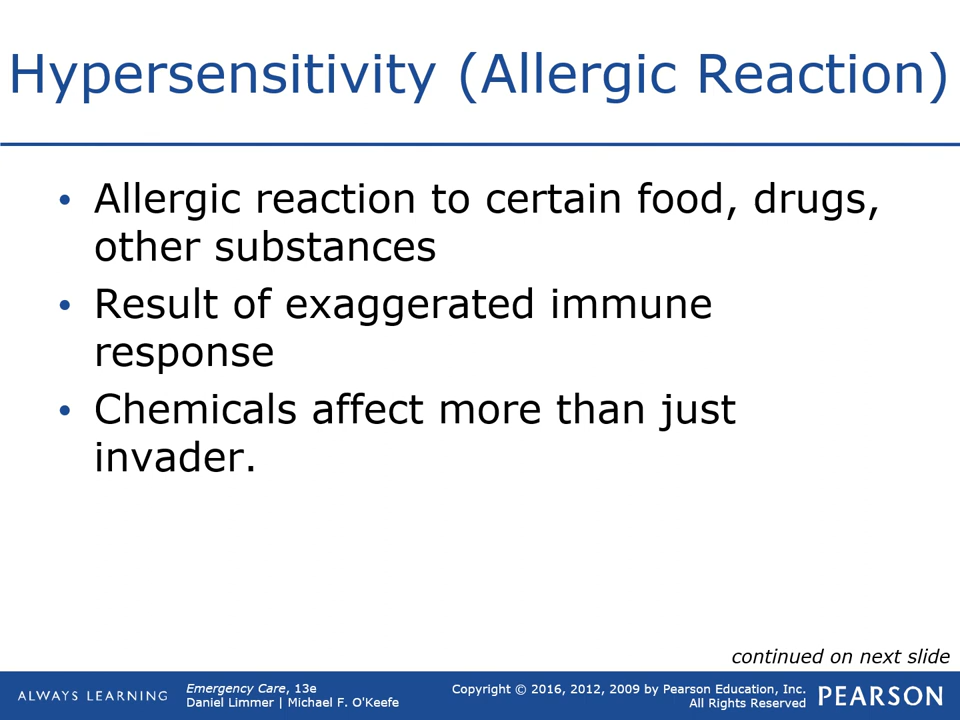 Hypersensitivity (Allergic Reaction)
• Allergic reaction to certain food, drugs,
other substances
• Result of exaggerated immune
response
• Chemicals affect more than just
invader.
continued on next slide
ALWAYS LEARNING
Emergency Care, 13e
Daniel Limmer | Michael F. O'Keefe
Copyright © 2016, 2012, 2009 by Pearson Education, Inc.
All Rights Reserved
PEARSON